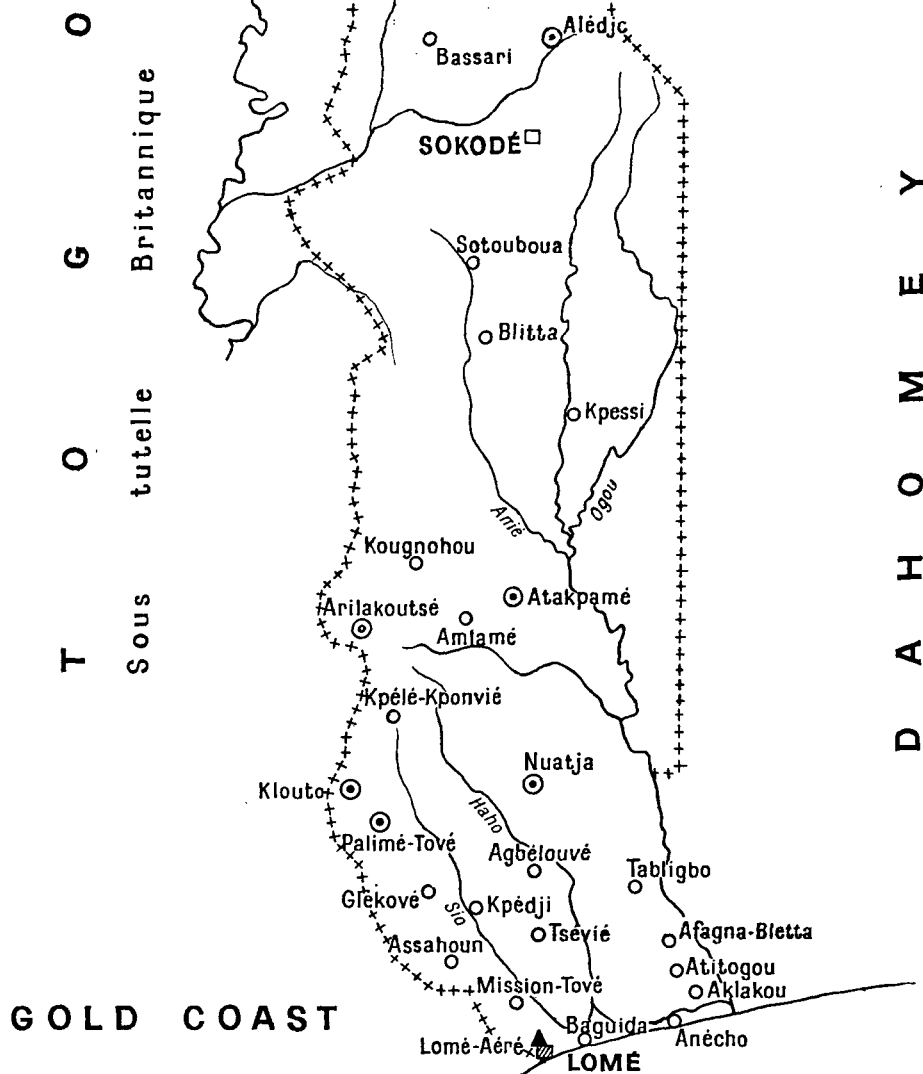 TOGO
Sous tutelle Britannique
DAHOMEY
GOLD COAST
Alédjo
Bassari
SOKODÉ
Sotouboua
Blitta
Kpessi
Ogou
Anié
Kougnohou
Atakpamé
Arilakoutsé
Amlamé
Kpélé-Kponvié
Nuatja
Klouto
Haho
Palimé-Tové
Agbélouvé
Tabligbo
Glékové
Kpédji
Sio
Tsévié
Afagna-Bletta
Assahoun
Atitogou
Mission-Tové
Aklakou
Baguida
Anécho
Lomé-Aéré
LOMÉ